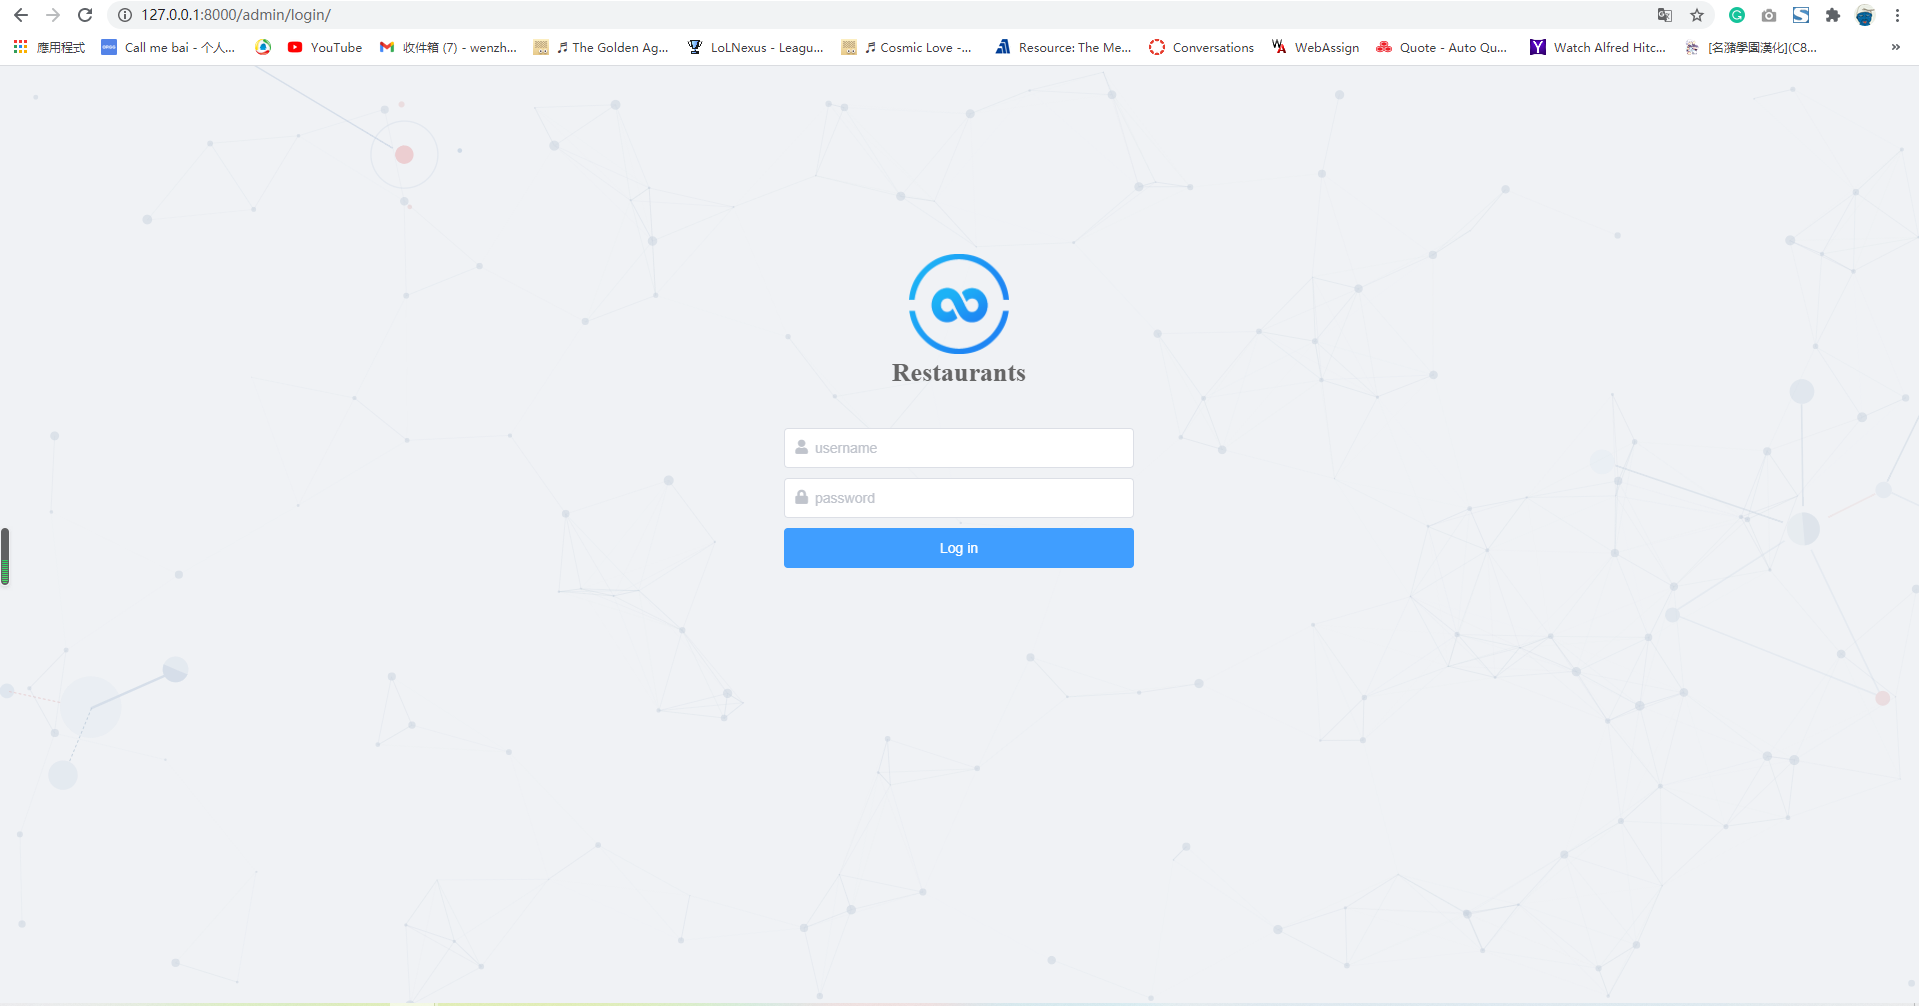 127.0.0.1:8000/admin/login/
應用程式 Call me bai - 个人... YouTube 收件箱 (7) - wenzh... ♬ The Golden Ag... LoLNexus - Leagu... ♬ Cosmic Love -... Resource: The Me... Conversations WebAssign Quote - Auto Qu... Watch Alfred Hitc... [名潴學園漢化](C8... »
Restaurants
username
password
Log in